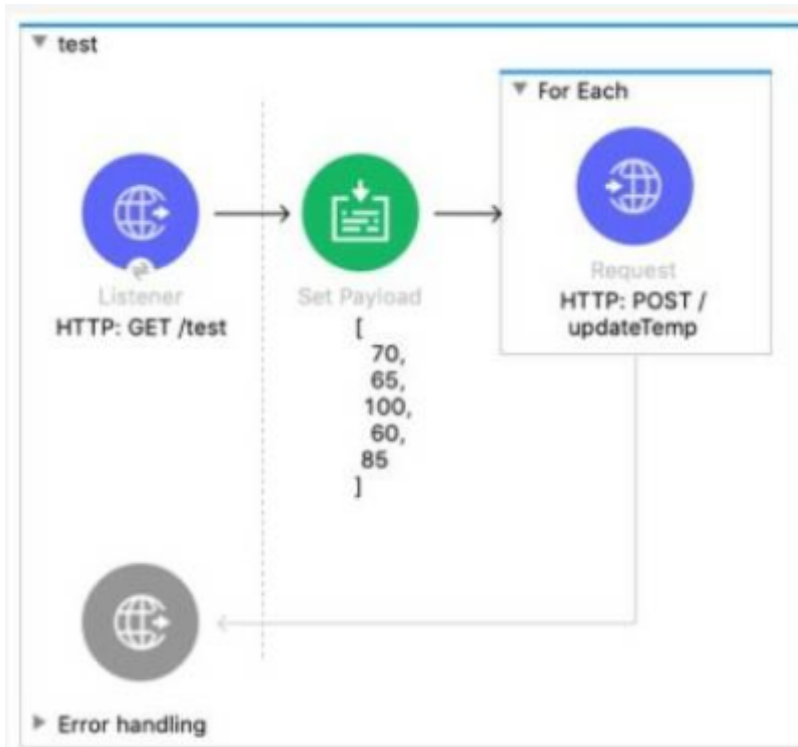 test
For Each
Listener
HTTP: GET /test
Set Payload
[
70,
65,
100,
60,
85
]
Request
HTTP: POST /
updateTemp
Error handling